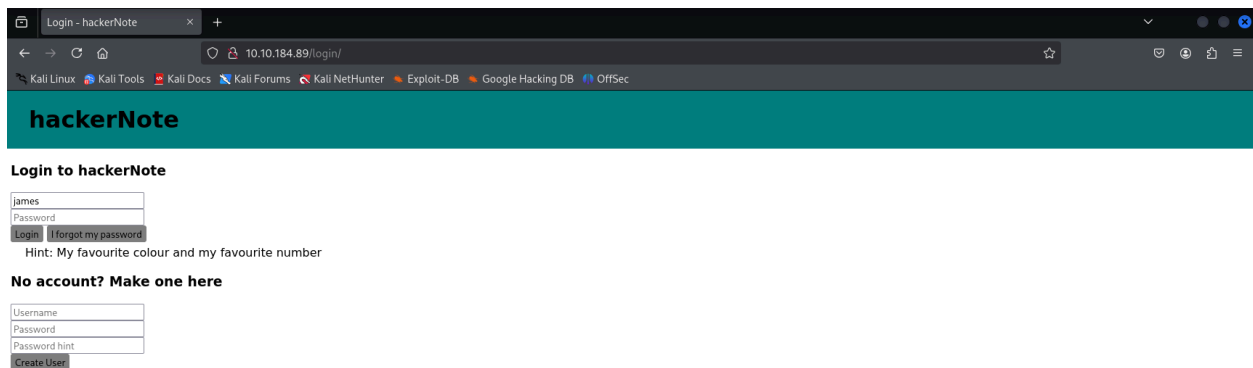 Login - hackerNote
10.10.184.89/login/
Kali Linux Kali Tools Kali Docs Kali Forums Kali NetHunter Exploit-DB Google Hacking DB OffSec
hackerNote
Login to hackerNote
james
Password
Login I forgot my password
Hint: My favourite colour and my favourite number
No account? Make one here
Username
Password
Password hint
Create User